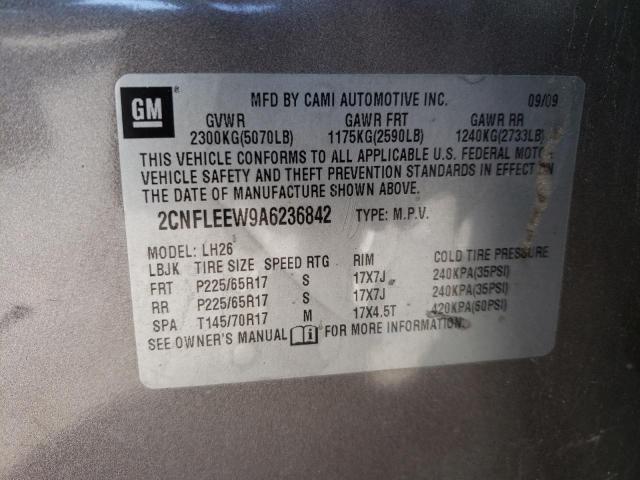 GM
MFD BY CAMI AUTOMOTIVE INC. 09/09
GVWR GAWR FRT GAWR RR
2300KG(5070LB) 1175KG(2590LB) 1240KG(2733LB)
THIS VEHICLE CONFORMS TO ALL APPLICABLE U.S. FEDERAL MOTOR
VEHICLE SAFETY AND THEFT PREVENTION STANDARDS IN EFFECT ON
THE DATE OF MANUFACTURE SHOWN ABOVE.
2CNFLEEW9A6236842 TYPE: M.P.V.
MODEL: LH26
LBJK TIRE SIZE SPEED RTG RIM COLD TIRE PRESSURE
FRT P225/65R17 S 17X7J 240KPA(35PSI)
RR P225/65R17 S 17X7J 240KPA(35PSI)
SPA T145/70R17 M 17X4.5T 420KPA(60PSI)
SEE OWNER'S MANUAL FOR MORE INFORMATION.